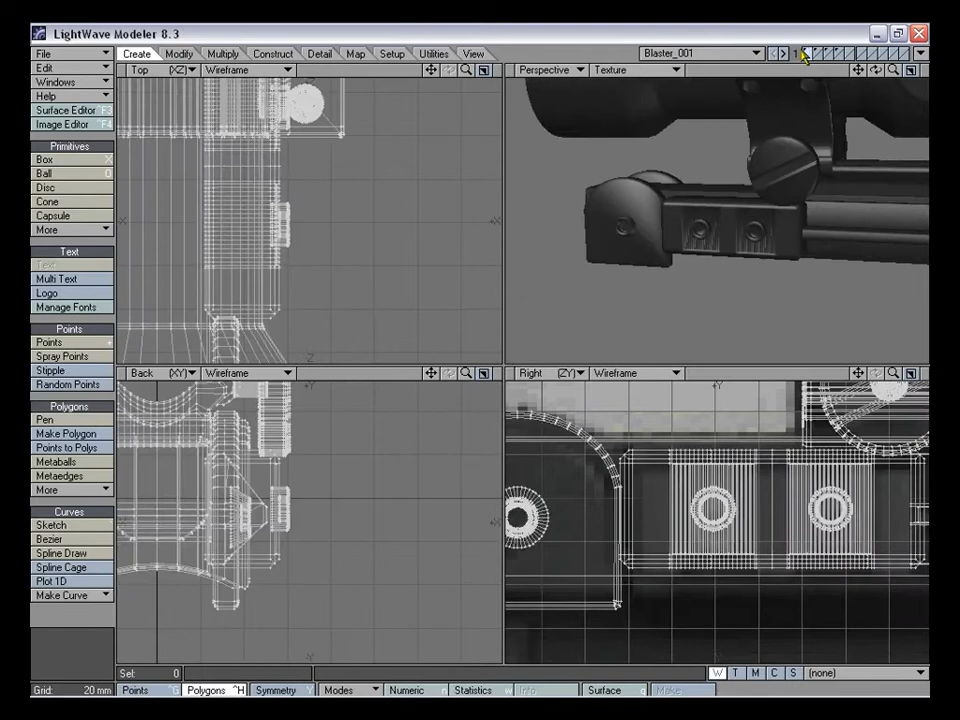 LightWave Modeler 8.3
File
Create Modify Multiply Construct Detail Map Setup Utilities View
Blaster_001
1
Edit
Windows
Help
Surface Editor F3
Image Editor ^F4
Primitives
Box X
Ball O
Disc
Cone
Capsule
More
Text
Text
Multi Text
Logo
Manage Fonts
Points
Points +
Spray Points
Stipple
Random Points
Polygons
Pen
Make Polygon
Points to Polys
Metaballs
Metaedges
More
Curves
Sketch
Bezier
Spline Draw
Spline Cage
Plot 1D
Make Curve
Top (XZ) Wireframe
Perspective Texture
Back (XY) Wireframe
Right (ZY) Wireframe
Sel: 0
W T M C S (none)
Grid: 20 mm
Points ^G Polygons ^H Symmetry Y Modes Numeric n Statistics w Info Surface q Make